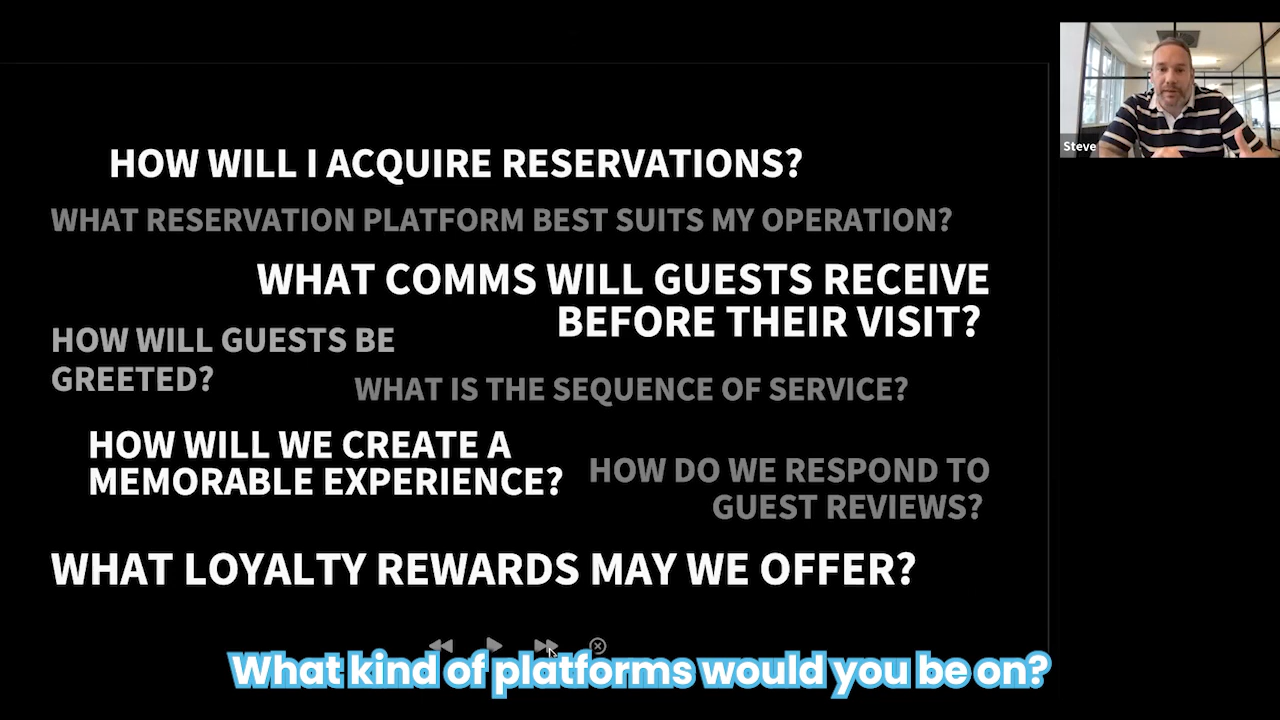 Steve
HOW WILL I ACQUIRE RESERVATIONS?
WHAT RESERVATION PLATFORM BEST SUITS MY OPERATION?
WHAT COMMS WILL GUESTS RECEIVE
BEFORE THEIR VISIT?
HOW WILL GUESTS BE
GREETED?
WHAT IS THE SEQUENCE OF SERVICE?
HOW WILL WE CREATE A
MEMORABLE EXPERIENCE?
HOW DO WE RESPOND TO
GUEST REVIEWS?
WHAT LOYALTY REWARDS MAY WE OFFER?
What kind of platforms would you be on?